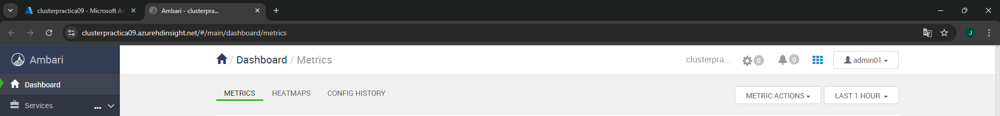 clusterpractica09 - Microsoft Az
Ambari - clusterpra...
clusterpractica09.azurehdinsight.net/#/main/dashboard/metrics
J
Ambari
/ Dashboard / Metrics
clusterpra...
0
0
admin01
Dashboard
METRICS
HEATMAPS
CONFIG HISTORY
METRIC ACTIONS
LAST 1 HOUR
Services
...